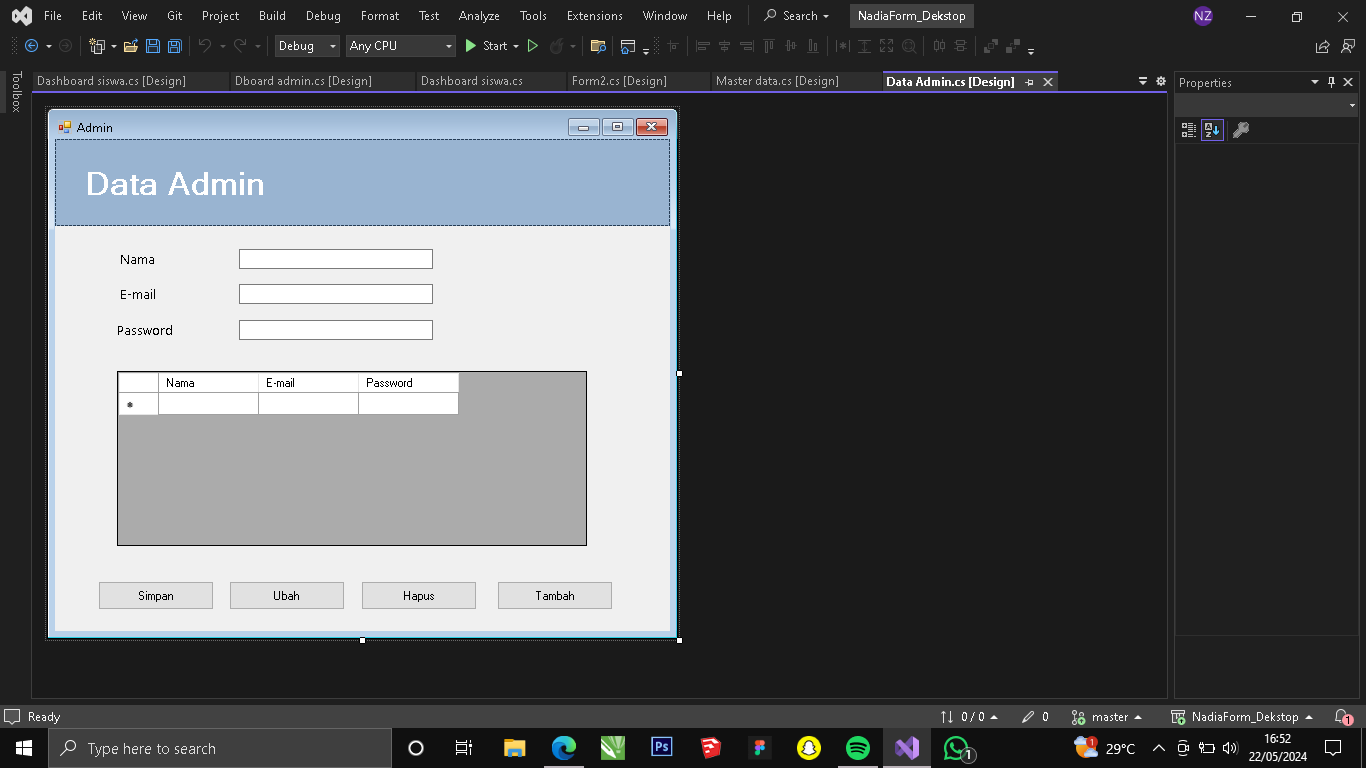 File Edit View Git Project Build Debug Format Test Analyze Tools Extensions Window Help Search NadiaForm_Dekstop NZ
Debug Any CPU Start
Toolbox
Dashboard siswa.cs [Design] Dboard admin.cs [Design] Dashboard siswa.cs Form2.cs [Design] Master data.cs [Design] Data Admin.cs [Design]
Properties
Admin
Data Admin
Nama
E-mail
Password
Nama E-mail Password
Simpan Ubah Hapus Tambah
Ready 0 / 0 0 master NadiaForm_Dekstop 1
Type here to search Ps 1 1 29°C 16:52
22/05/2024